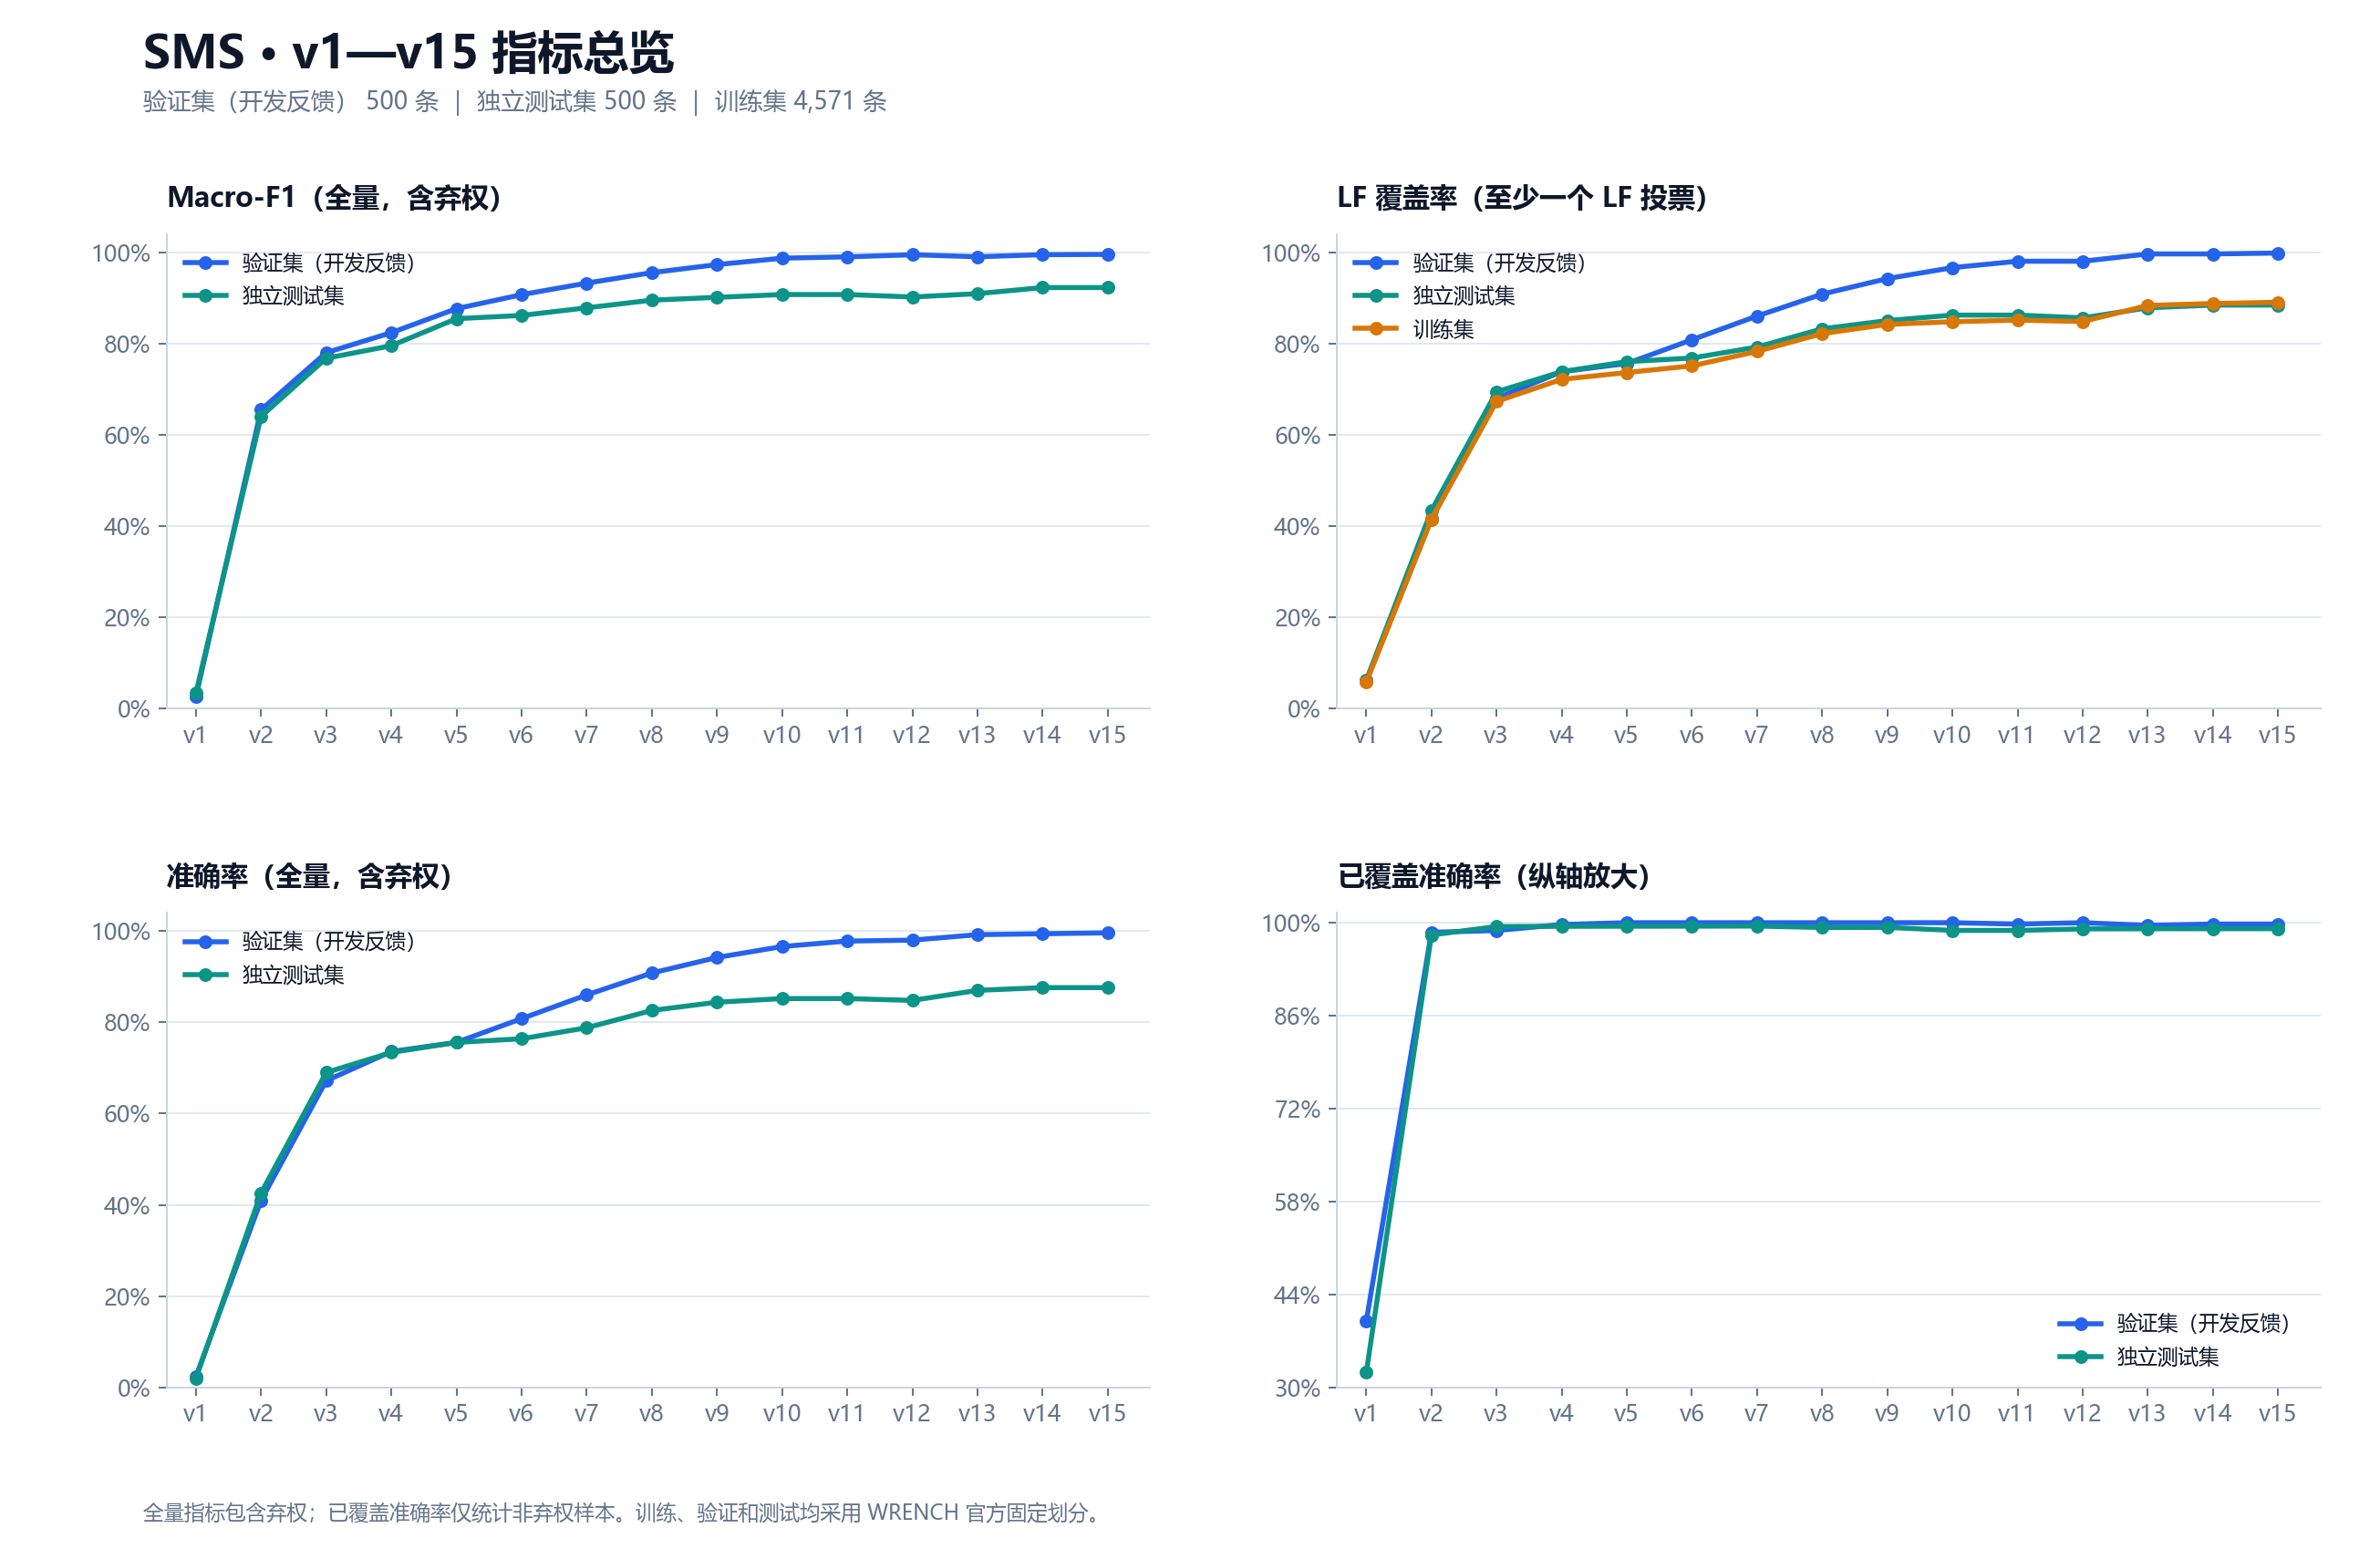 SMS • v1—v15 指标总览
验证集（开发反馈） 500 条 | 独立测试集 500 条 | 训练集 4,571 条
Macro-F1（全量，含弃权）
100%
80%
60%
40%
20%
0%
验证集（开发反馈）
独立测试集
v1 v2 v3 v4 v5 v6 v7 v8 v9 v10 v11 v12 v13 v14 v15
LF 覆盖率（至少一个 LF 投票）
100%
80%
60%
40%
20%
0%
验证集（开发反馈）
独立测试集
训练集
v1 v2 v3 v4 v5 v6 v7 v8 v9 v10 v11 v12 v13 v14 v15
准确率（全量，含弃权）
100%
80%
60%
40%
20%
0%
验证集（开发反馈）
独立测试集
v1 v2 v3 v4 v5 v6 v7 v8 v9 v10 v11 v12 v13 v14 v15
已覆盖准确率（纵轴放大）
100%
86%
72%
58%
44%
30%
验证集（开发反馈）
独立测试集
v1 v2 v3 v4 v5 v6 v7 v8 v9 v10 v11 v12 v13 v14 v15
全量指标包含弃权；已覆盖准确率仅统计非弃权样本。训练、验证和测试均采用 WRENCH 官方固定划分。